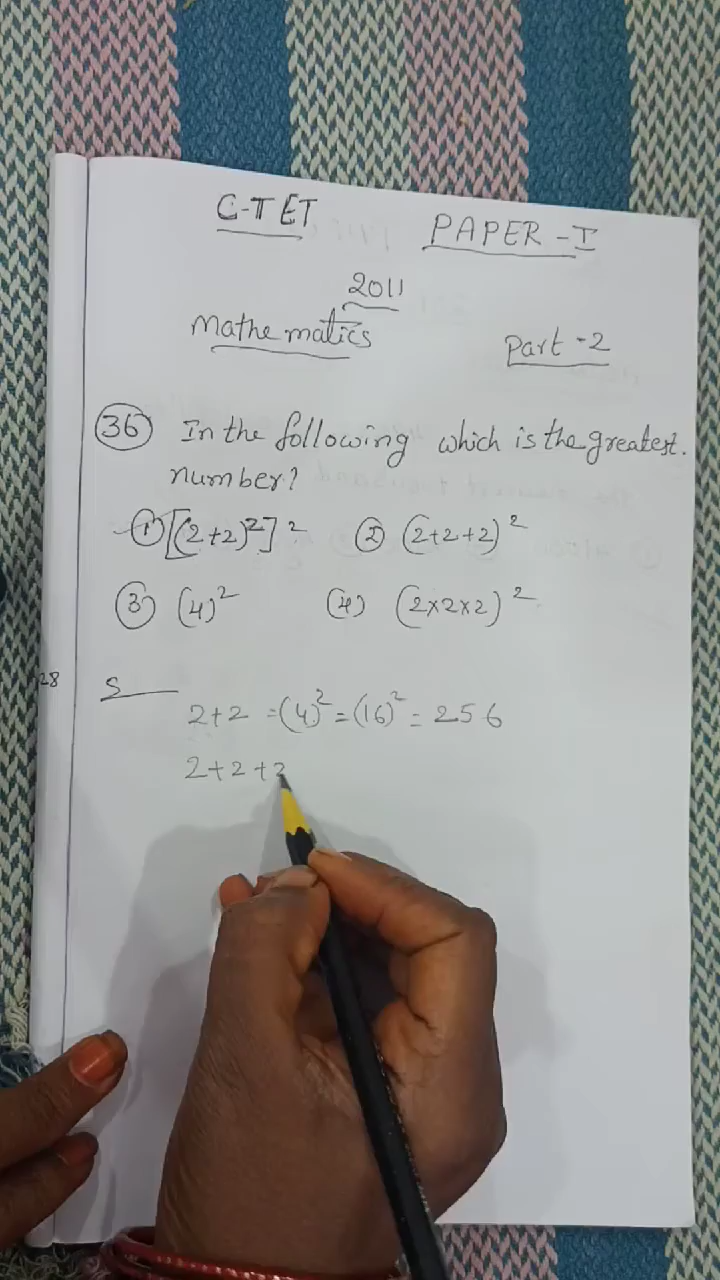 C-TET PAPER-I
2011
Mathematics Part-2
36 In the following which is the greatest.
number?
1 [(2+2)²]² 2 (2+2+2)²
3 (4)² (4) (2×2×2)²
28 S
2+2 =(4)²=(16)² = 256
2+2+2